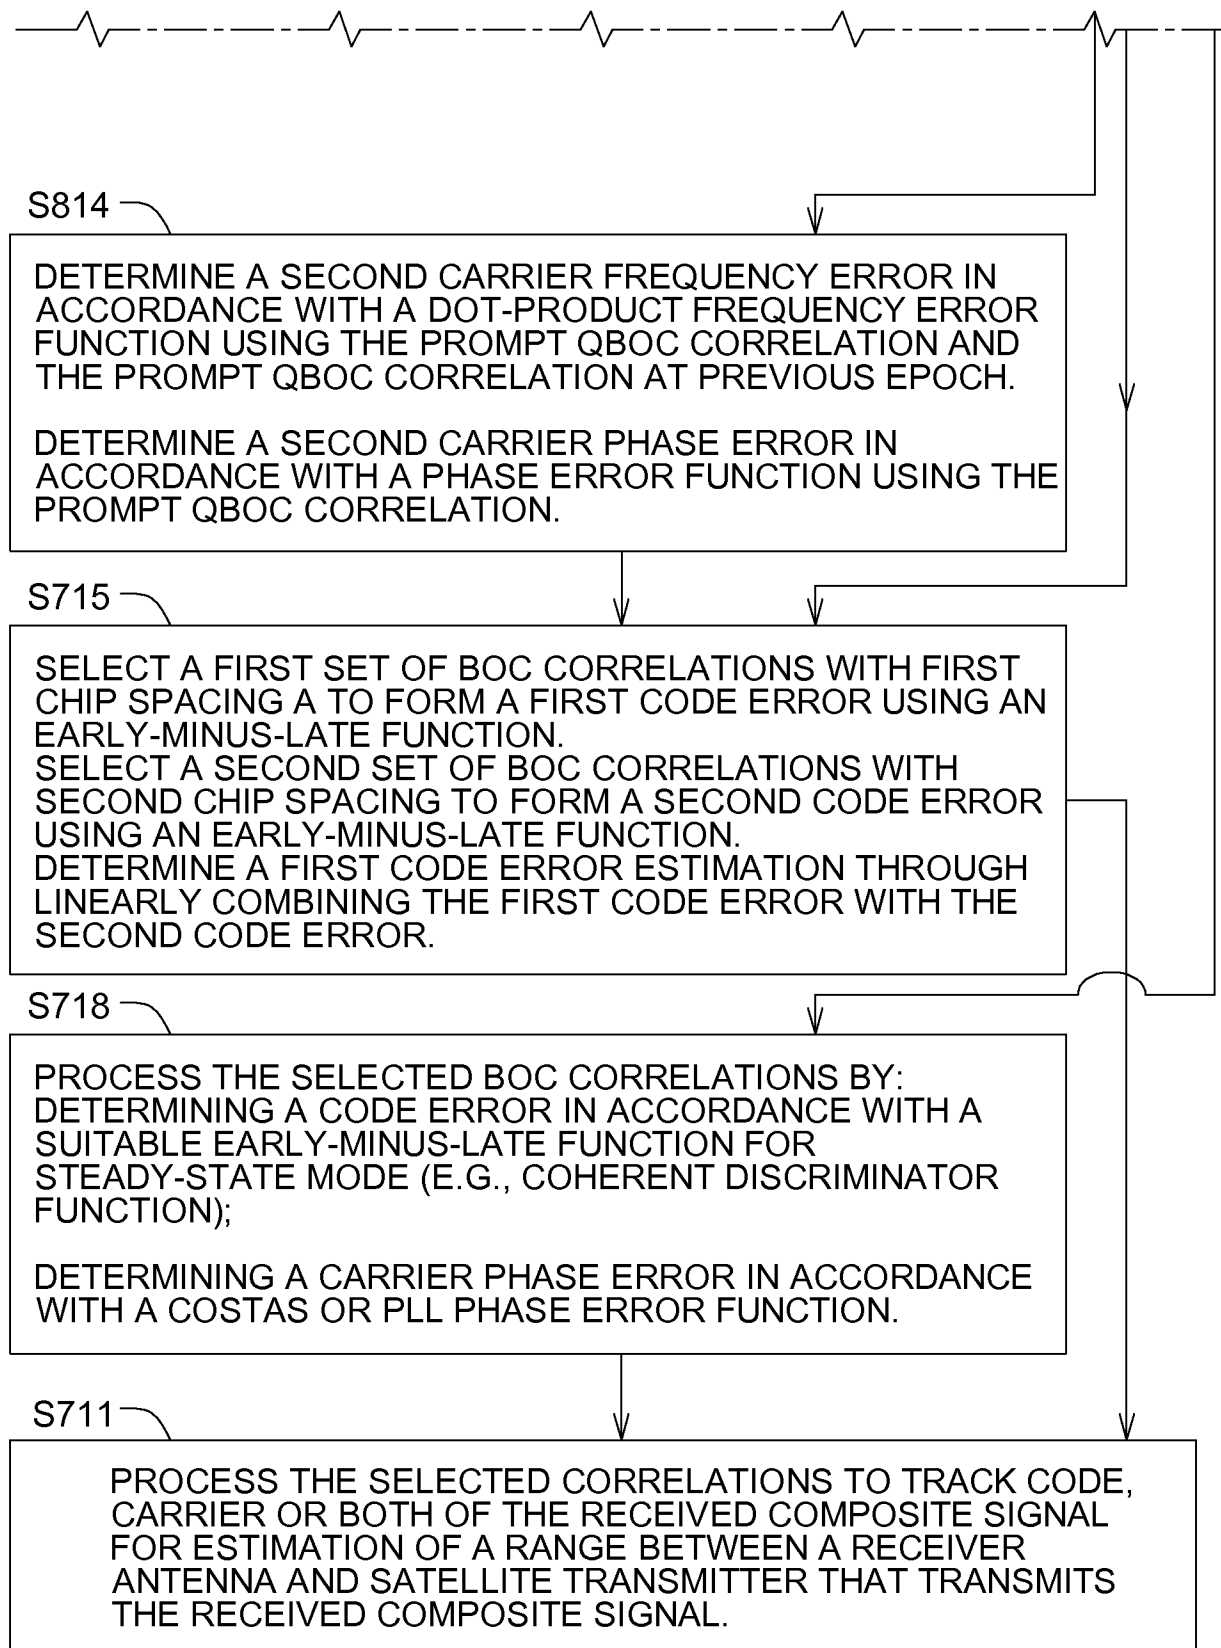 S814
DETERMINE A SECOND CARRIER FREQUENCY ERROR IN
ACCORDANCE WITH A DOT-PRODUCT FREQUENCY ERROR
FUNCTION USING THE PROMPT QBOC CORRELATION AND
THE PROMPT QBOC CORRELATION AT PREVIOUS EPOCH.
DETERMINE A SECOND CARRIER PHASE ERROR IN
ACCORDANCE WITH A PHASE ERROR FUNCTION USING THE
PROMPT QBOC CORRELATION.
S715
SELECT A FIRST SET OF BOC CORRELATIONS WITH FIRST
CHIP SPACING A TO FORM A FIRST CODE ERROR USING AN
EARLY-MINUS-LATE FUNCTION.
SELECT A SECOND SET OF BOC CORRELATIONS WITH
SECOND CHIP SPACING TO FORM A SECOND CODE ERROR
USING AN EARLY-MINUS-LATE FUNCTION.
DETERMINE A FIRST CODE ERROR ESTIMATION THROUGH
LINEARLY COMBINING THE FIRST CODE ERROR WITH THE
SECOND CODE ERROR.
S718
PROCESS THE SELECTED BOC CORRELATIONS BY:
DETERMINING A CODE ERROR IN ACCORDANCE WITH A
SUITABLE EARLY-MINUS-LATE FUNCTION FOR
STEADY-STATE MODE (E.G., COHERENT DISCRIMINATOR
FUNCTION);
DETERMINING A CARRIER PHASE ERROR IN ACCORDANCE
WITH A COSTAS OR PLL PHASE ERROR FUNCTION.
S711
PROCESS THE SELECTED CORRELATIONS TO TRACK CODE,
CARRIER OR BOTH OF THE RECEIVED COMPOSITE SIGNAL
FOR ESTIMATION OF A RANGE BETWEEN A RECEIVER
ANTENNA AND SATELLITE TRANSMITTER THAT TRANSMITS
THE RECEIVED COMPOSITE SIGNAL.